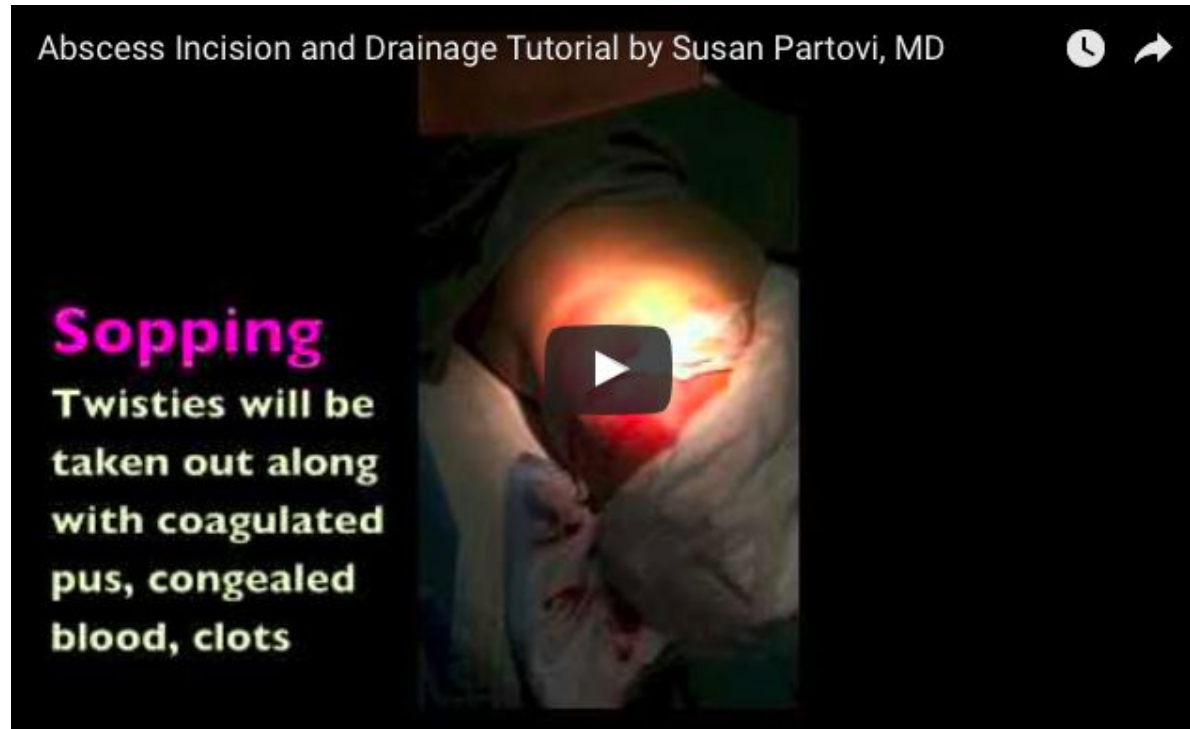 Abscess Incision and Drainage Tutorial by Susan Partovi, MD
Sopping
Twisties will be
taken out along
with coagulated
pus, congealed
blood, clots